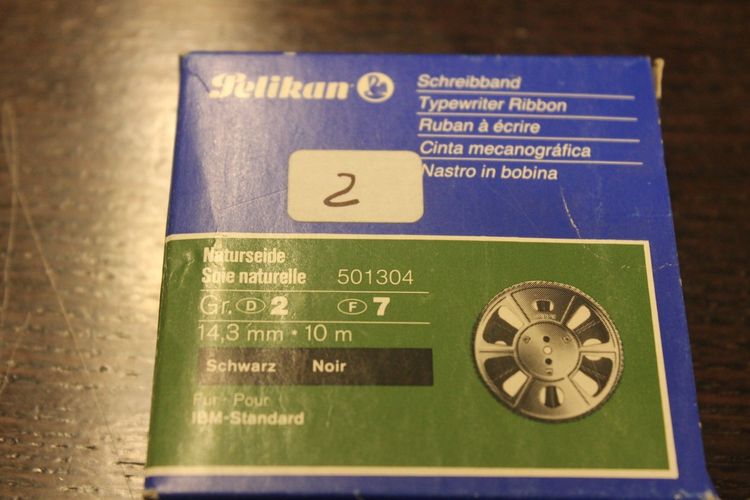 Pelikan
Schreibband
Typewriter Ribbon
Ruban à écrire
Cinta mecanográfica
Nastro in bobina
2
Naturseide
Soie naturelle 501304
Gr. D 2 F 7
14,3 mm · 10 m
Schwarz Noir
Für · Pour
IBM-Standard